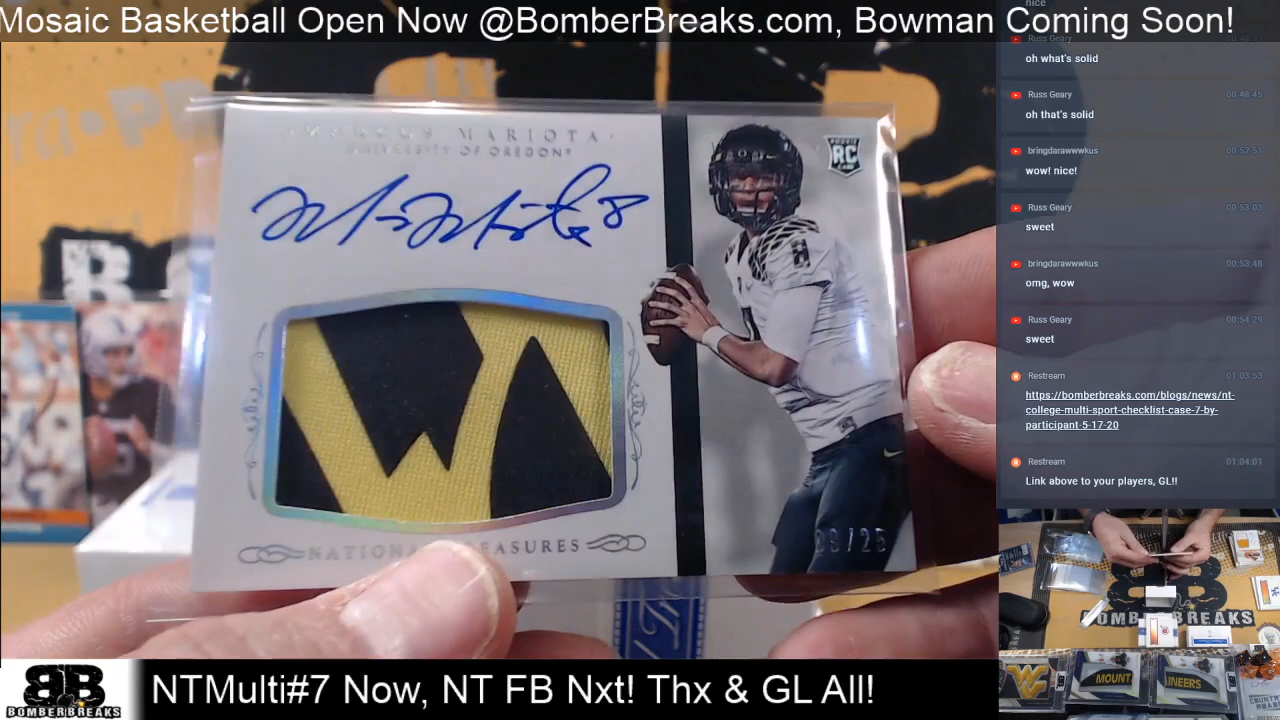 Mosaic Basketball Open Now @BomberBreaks.com, Bowman Coming Soon!
MARCUS MARIOTA
UNIVERSITY OF OREGON
RC
NATIONAL TREASURES
/25
nice
Russ Geary
oh what's solid
Russ Geary 00:48:45
oh that's solid
bringdarawwwkus 00:52:51
wow! nice!
Russ Geary 00:53:03
sweet
bringdarawwwkus 00:53:48
omg, wow
Russ Geary 00:54:29
sweet
Restream 01:03:53
https://bomberbreaks.com/blogs/news/nt-
college-multi-sport-checklist-case-7-by-
participant-5-17-20
Restream 01:04:01
Link above to your players, GL!!
BOMBERBREAKS
MOUNT
INEERS
BB
BOMBERBREAKS
NTMulti#7 Now, NT FB Nxt! Thx & GL All!